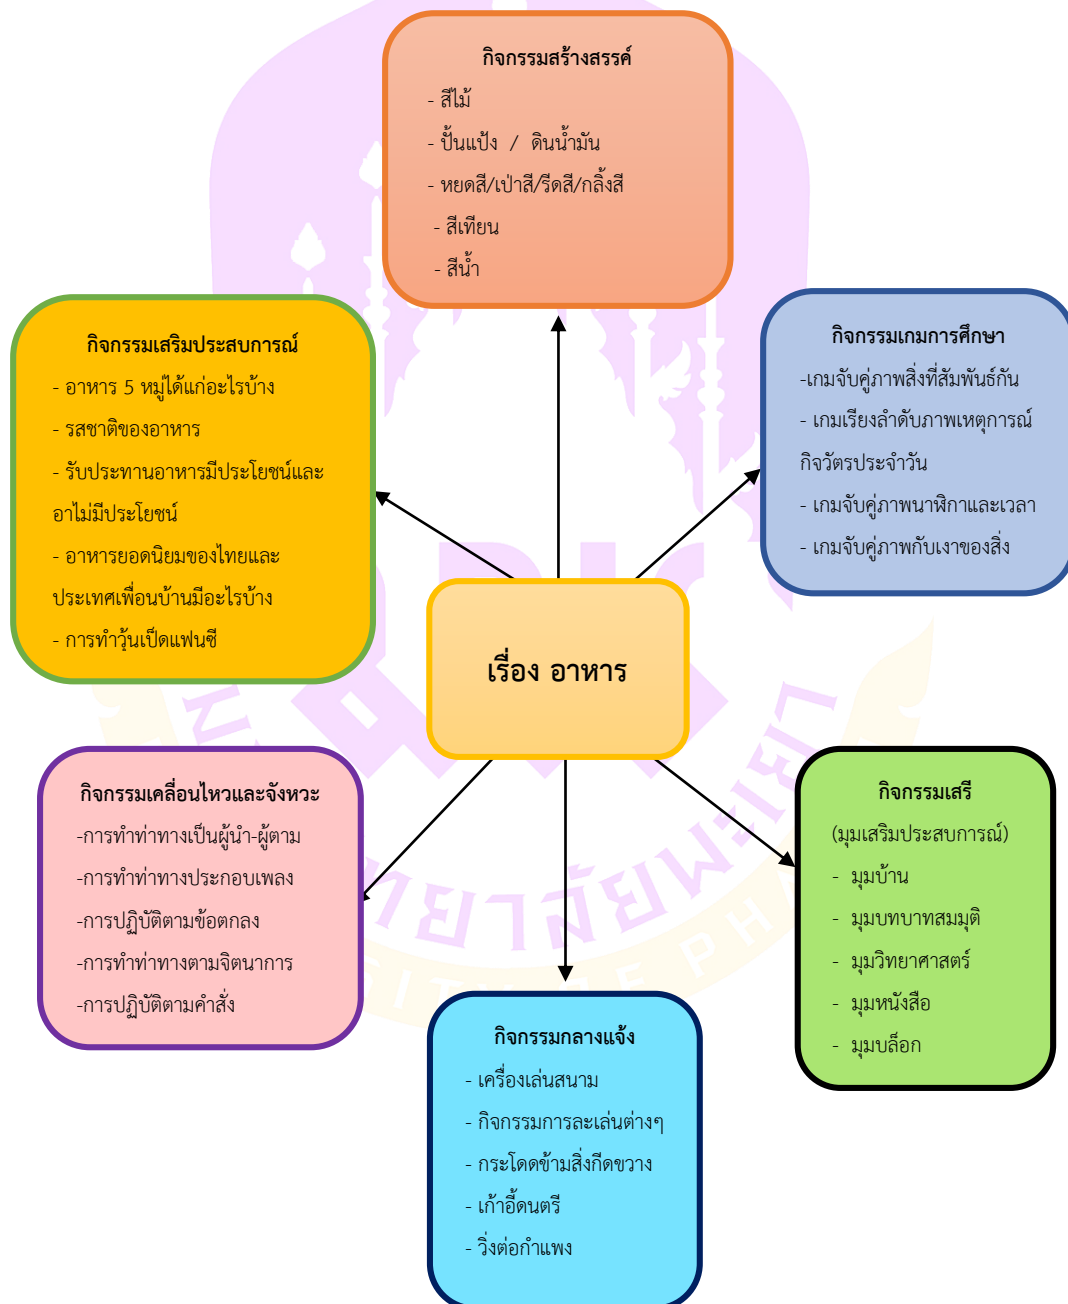 กิจกรรมสร้างสรรค์
- สีไม้
- ปั้นแป้ง / ดินน้ำมัน
- หยดสี/เป่าสี/รีดสี/กลิ้งสี
- สีเทียน
- สีน้ำ
กิจกรรมเสริมประสบการณ์
- อาหาร 5 หมู่ได้แก่อะไรบ้าง
- รสชาติของอาหาร
- รับประทานอาหารมีประโยชน์และ
อาไม่มีประโยชน์
- อาหารยอดนิยมของไทยและ
ประเทศเพื่อนบ้านมีอะไรบ้าง
- การทำวุ้นเป็ดแฟนซี
กิจกรรมเกมการศึกษา
-เกมจับคู่ภาพสิ่งที่สัมพันธ์กัน
- เกมเรียงลำดับภาพเหตุการณ์
กิจวัตรประจำวัน
- เกมจับคู่ภาพนาฬิกาและเวลา
- เกมจับคู่ภาพกับเงาของสิ่ง
เรื่อง อาหาร
กิจกรรมเคลื่อนไหวและจังหวะ
-การทำท่าทางเป็นผู้นำ-ผู้ตาม
-การทำท่าทางประกอบเพลง
-การปฏิบัติตามข้อตกลง
-การทำท่าทางตามจิตนาการ
-การปฏิบัติตามคำสั่ง
กิจกรรมเสรี
(มุมเสริมประสบการณ์)
- มุมบ้าน
- มุมบทบาทสมมุติ
- มุมวิทยาศาสตร์
- มุมหนังสือ
- มุมบล็อก
กิจกรรมกลางแจ้ง
- เครื่องเล่นสนาม
- กิจกรรมการละเล่นต่างๆ
- กระโดดข้ามสิ่งกีดขวาง
- เก้าอี้ดนตรี
- วิ่งต่อกำแพง